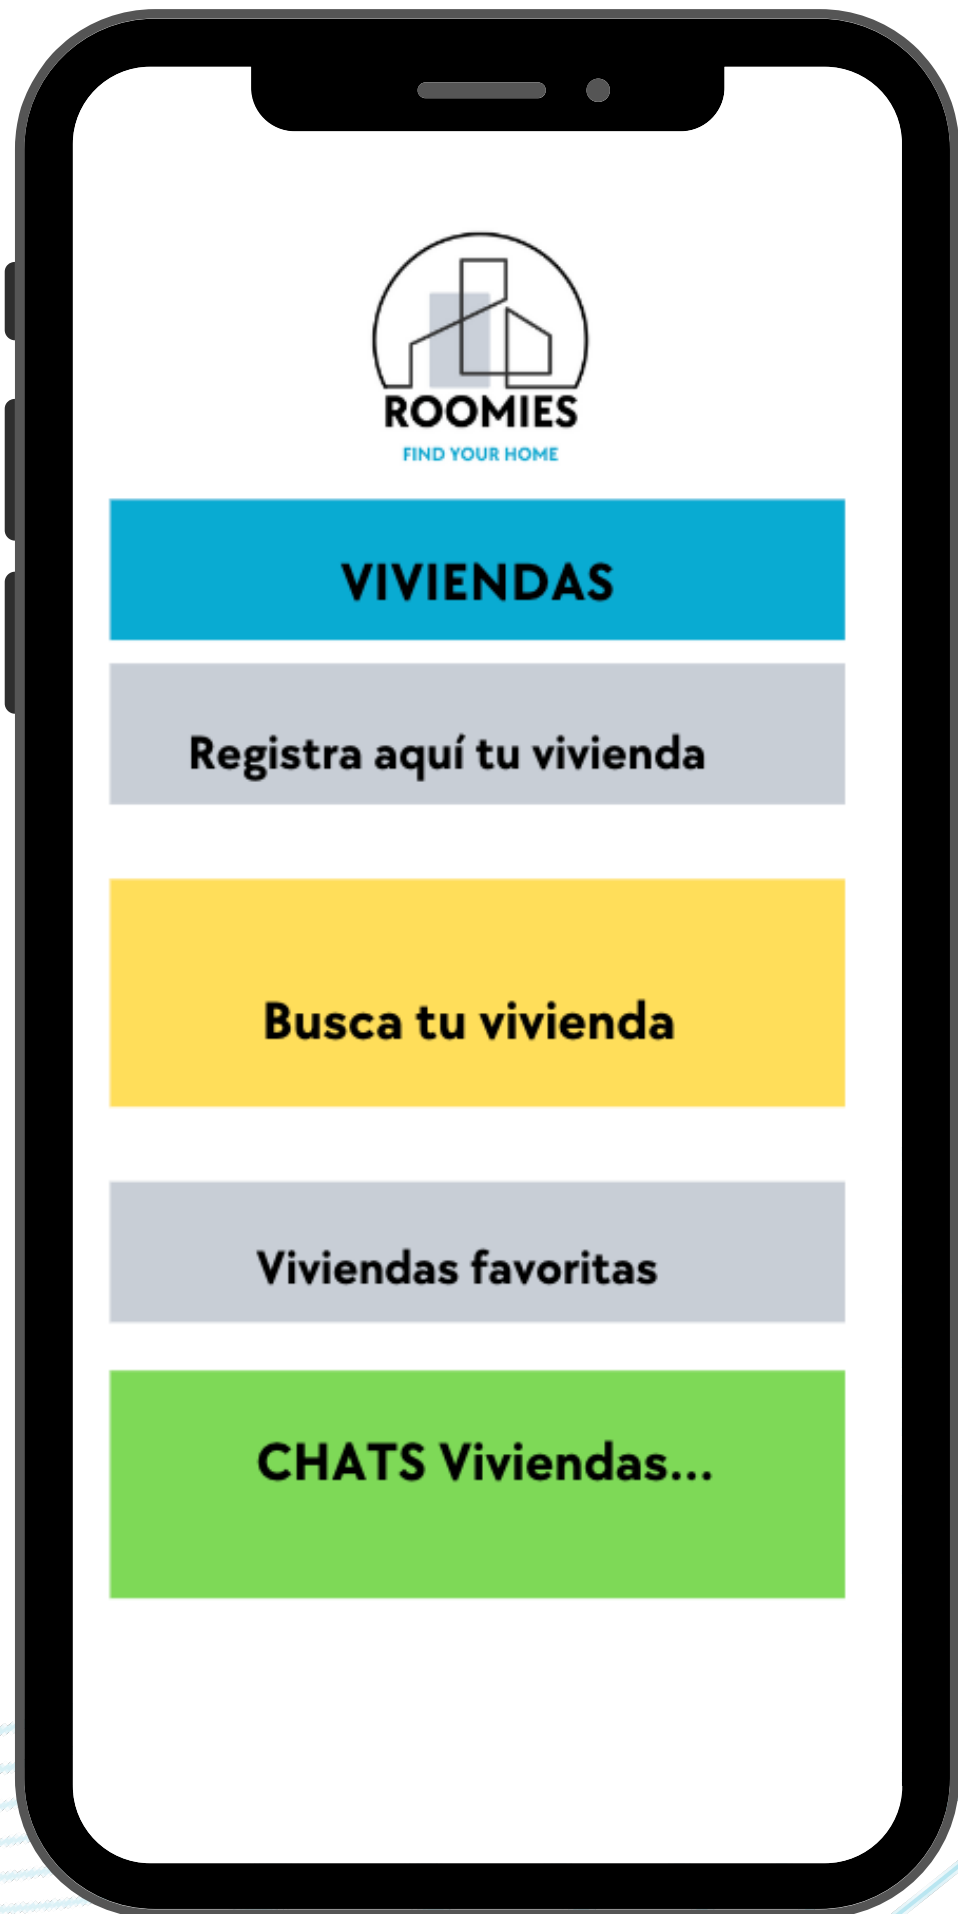 ROOMIES
FIND YOUR HOME
VIVIENDAS
Registra aquí tu vivienda
Busca tu vivienda
Viviendas favoritas
CHATS Viviendas...